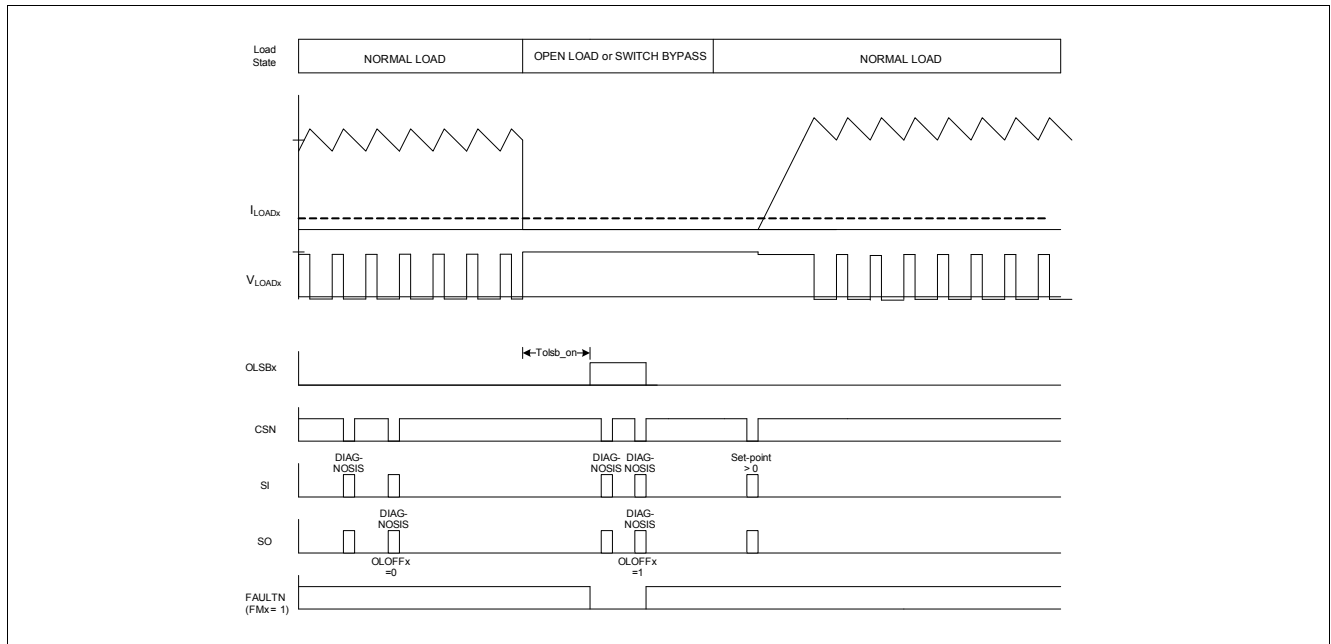 Load
State
NORMAL LOAD
OPEN LOAD or SWITCH BYPASS
NORMAL LOAD
ILOADx
VLOADx
Tolsb_on
OLSBx
CSN
DIAG-
NOSIS
DIAG-
NOSIS
DIAG-
NOSIS
Set-point
> 0
SI
DIAG-
NOSIS
DIAG-
NOSIS
SO
OLOFFx
=0
OLOFFx
=1
FAULTN
(FMx = 1)